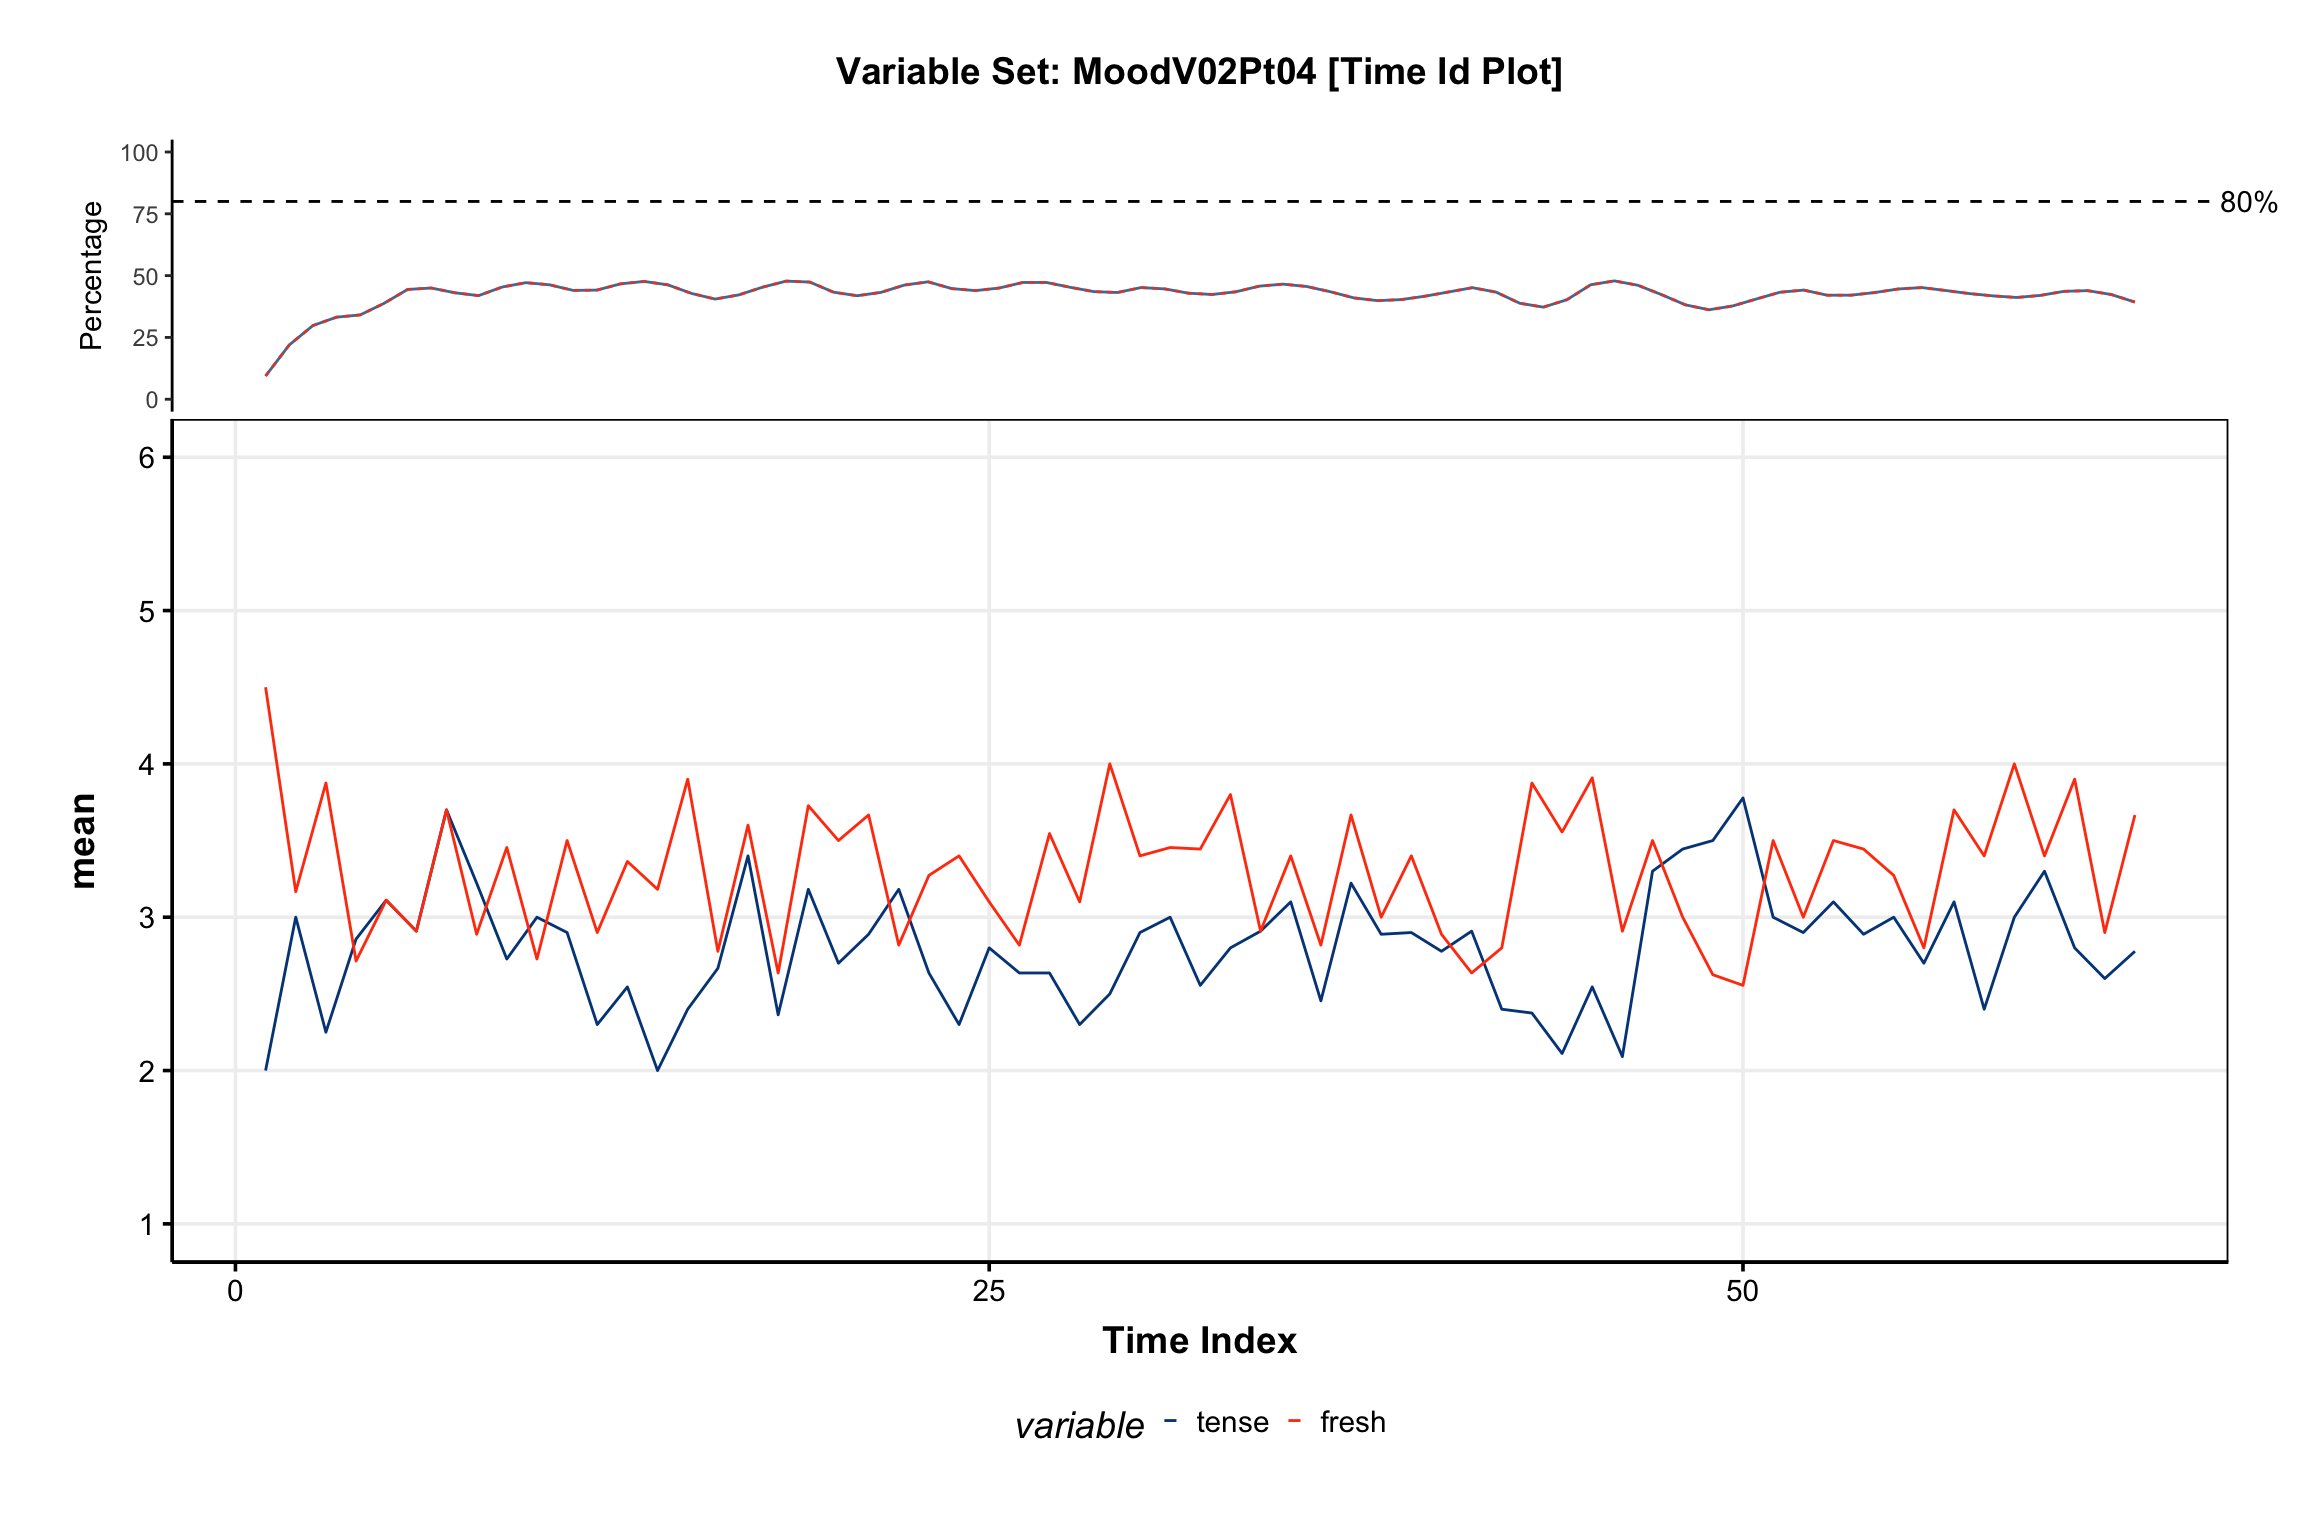 Variable Set: MoodV02Pt04 [Time Id Plot]
100
75
50
25
0
Percentage
80%
6
5
4
3
2
1
mean
0 25 50
Time Index
variable tense fresh